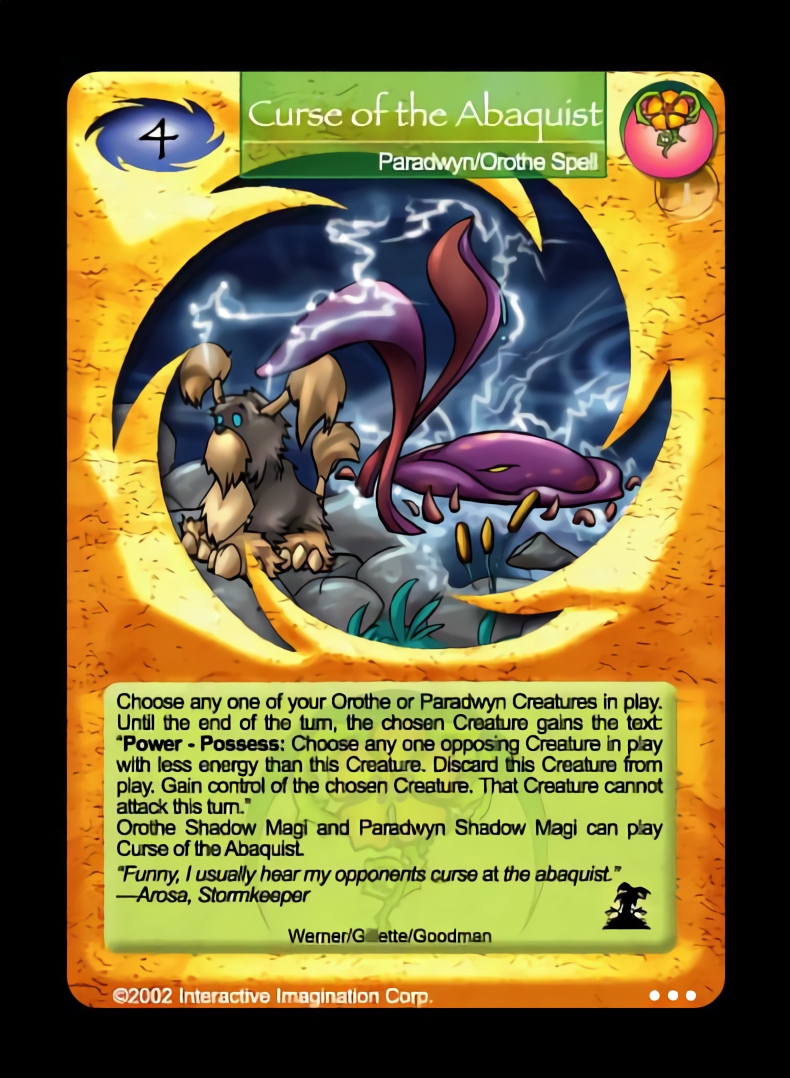 4
Curse of the Abaquist
Paradwyn/Orothe Spell
Choose any one of your Orothe or Paradwyn Creatures in play.
Until the end of the turn, the chosen Creature gains the text:
"Power - Possess: Choose any one opposing Creature in play
with less energy than this Creature. Discard this Creature from
play. Gain control of the chosen Creature. That Creature cannot
attack this turn."
Orothe Shadow Magi and Paradwyn Shadow Magi can play
Curse of the Abaquist.
"Funny, I usually hear my opponents curse at the abaquist."
—Arosa, Stormkeeper
Werner/Gillette/Goodman
©2002 Interactive Imagination Corp.